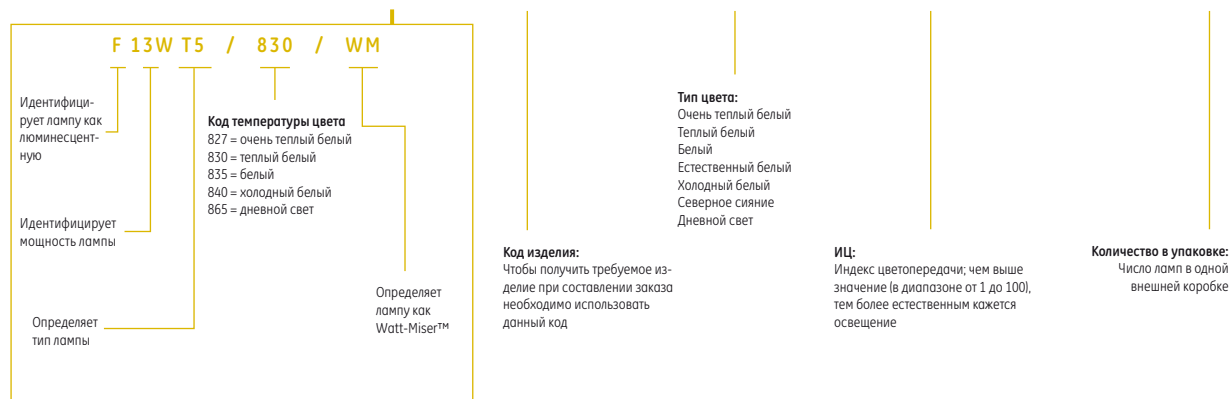 F 13W T5 / 830 / WM
Идентифици-
рует лампу как
люминесцент-
ную
Идентифицирует
мощность лампы
Определяет
тип лампы
Код температуры цвета
827 = очень теплый белый
830 = теплый белый
835 = белый
840 = холодный белый
865 = дневной свет
Определяет
лампу как
Watt-Miser™
Код изделия:
Чтобы получить требуемое из-
делие при составлении заказа
необходимо использовать
данный код
Тип цвета:
Очень теплый белый
Теплый белый
Белый
Естественный белый
Холодный белый
Северное сияние
Дневной свет
ИЦ:
Индекс цветопередачи; чем выше
значение (в диапазоне от 1 до 100),
тем более естественным кажется
освещение
Количество в упаковке:
Число ламп в одной
внешней коробке